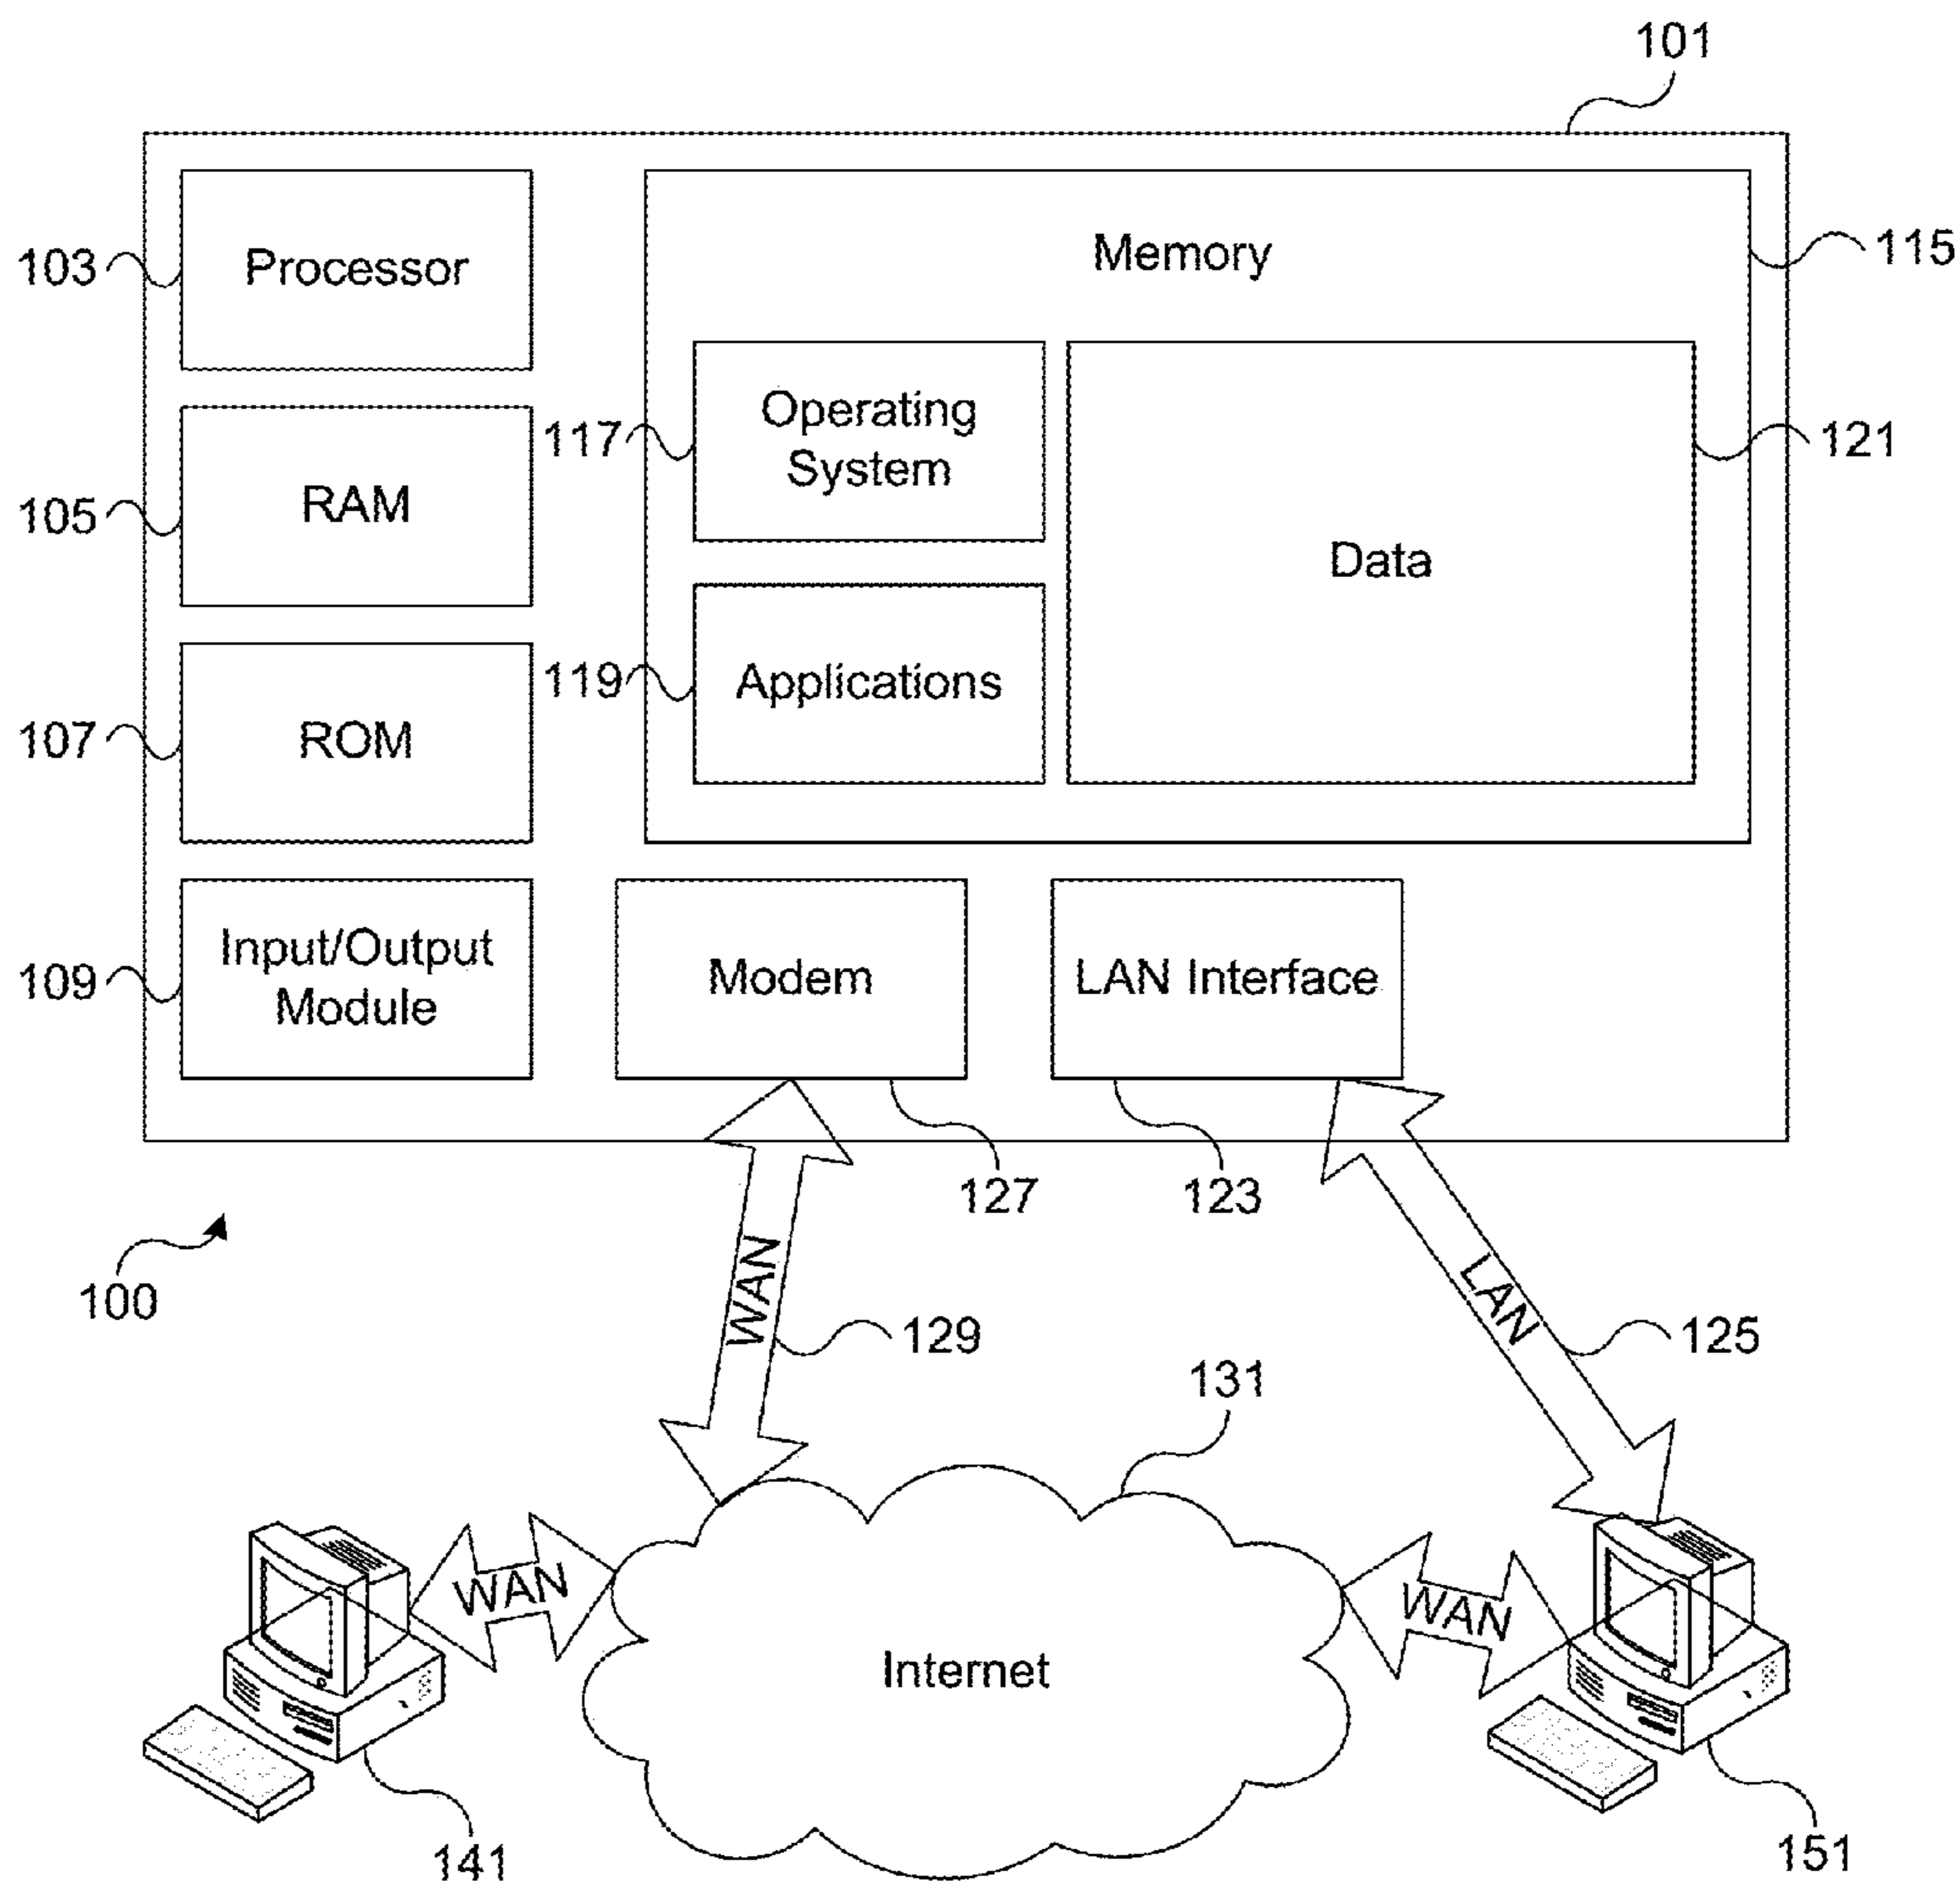 101
103
Processor
Memory
115
117
Operating
System
121
105
RAM
Data
119
Applications
107
ROM
109
Input/Output
Module
Modem
LAN Interface
127
123
100
WAN
129
LAN
125
131
WAN
Internet
WAN
141
151